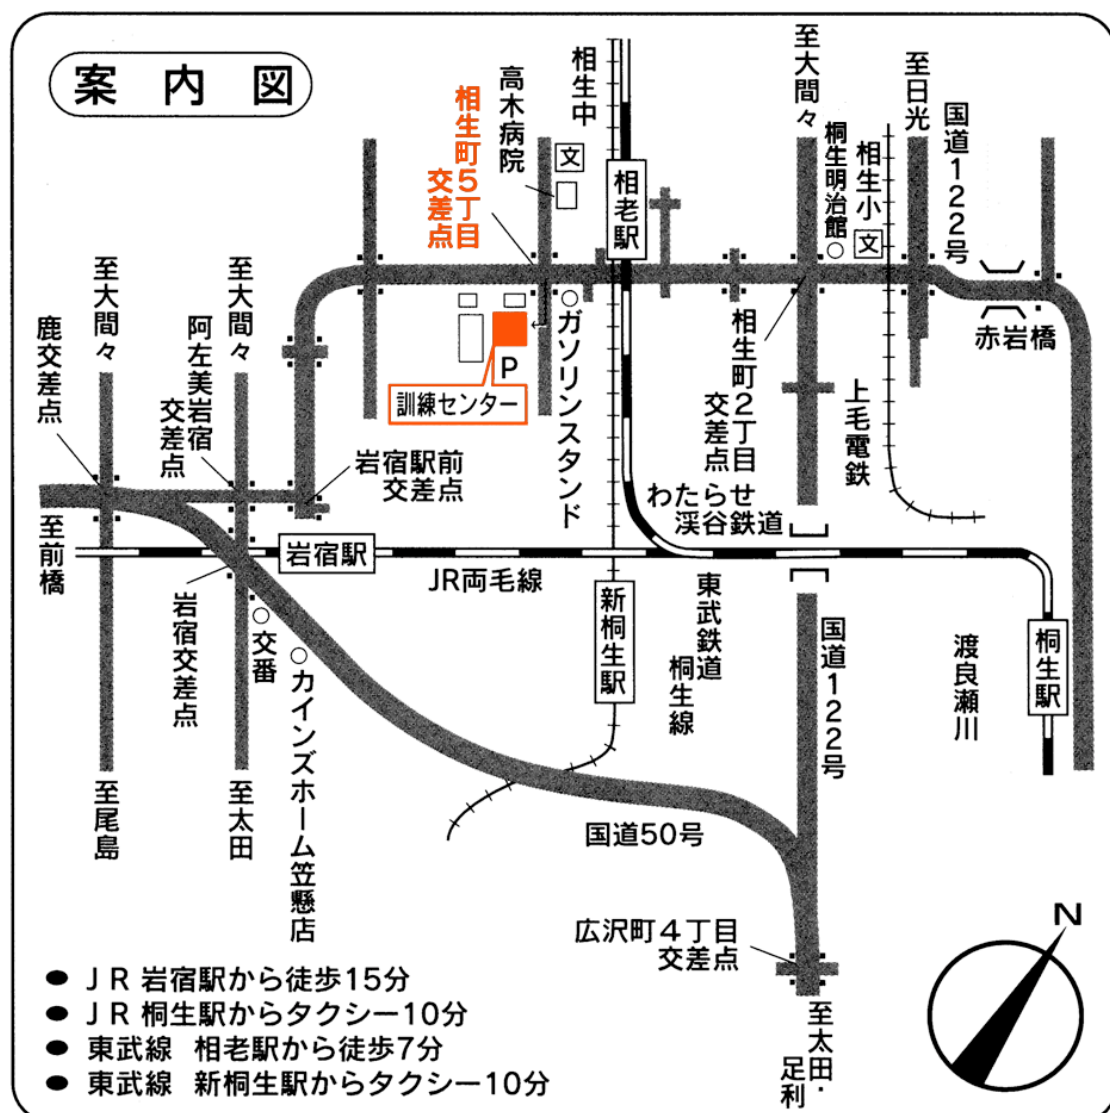 案内図
相生町5丁目
交差点
高木病院
文
相生中
相老駅
至大間々
桐生明治館
相生小
文
至日光
国道122号
赤岩橋
至大間々
鹿交差点
至大間々
阿左美岩宿
交差点
訓練センター
P
ガソリンスタンド
相生町2丁目
交差点
上毛電鉄
岩宿駅前
交差点
わたらせ
渓谷鉄道
至前橋
岩宿駅
JR両毛線
新桐生駅
東武鉄道
桐生線
国道122号
渡良瀬川
桐生駅
岩宿交差点
交番
カインズホーム笠懸店
至尾島
至太田
国道50号
広沢町4丁目
交差点
至太田・
足利
N
● JR 岩宿駅から徒歩15分
● JR 桐生駅からタクシー10分
● 東武線 相老駅から徒歩7分
● 東武線 新桐生駅からタクシー10分